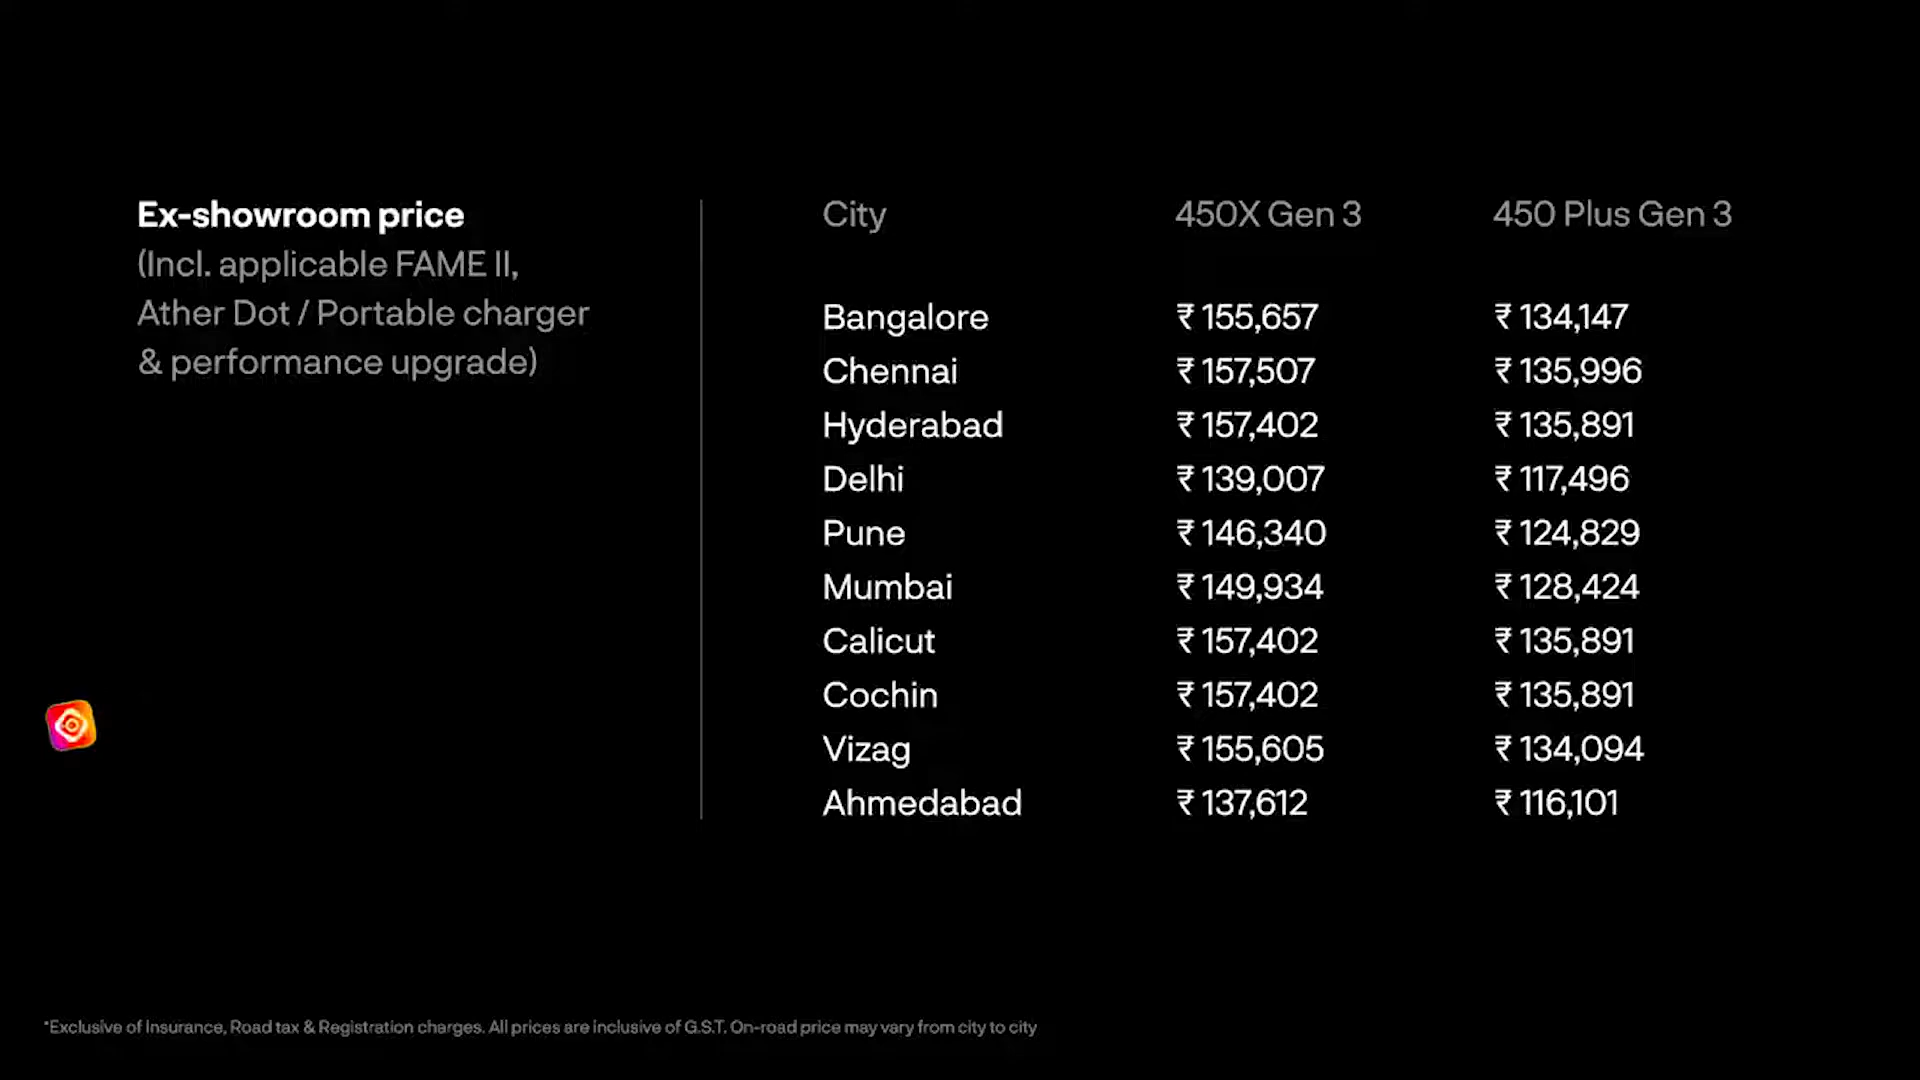 Ex-showroom price
(Incl. applicable FAME II,
Ather Dot / Portable charger
& performance upgrade)
City 450X Gen 3 450 Plus Gen 3
Bangalore ₹ 155,657 ₹ 134,147
Chennai ₹ 157,507 ₹ 135,996
Hyderabad ₹ 157,402 ₹ 135,891
Delhi ₹ 139,007 ₹ 117,496
Pune ₹ 146,340 ₹ 124,829
Mumbai ₹ 149,934 ₹ 128,424
Calicut ₹ 157,402 ₹ 135,891
Cochin ₹ 157,402 ₹ 135,891
Vizag ₹ 155,605 ₹ 134,094
Ahmedabad ₹ 137,612 ₹ 116,101
*Exclusive of Insurance, Road tax & Registration charges. All prices are inclusive of G.S.T. On-road price may vary from city to city